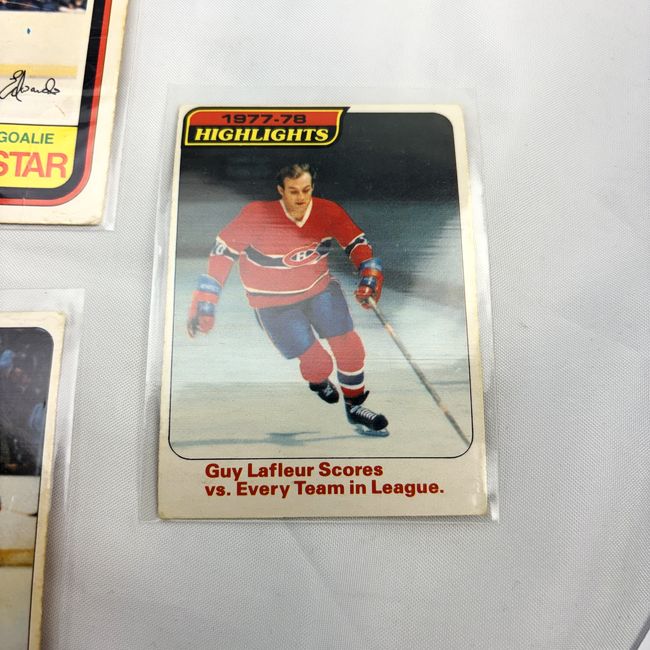 GOALIE
STAR
1977-78
HIGHLIGHTS
Guy Lafleur Scores
vs. Every Team in League.